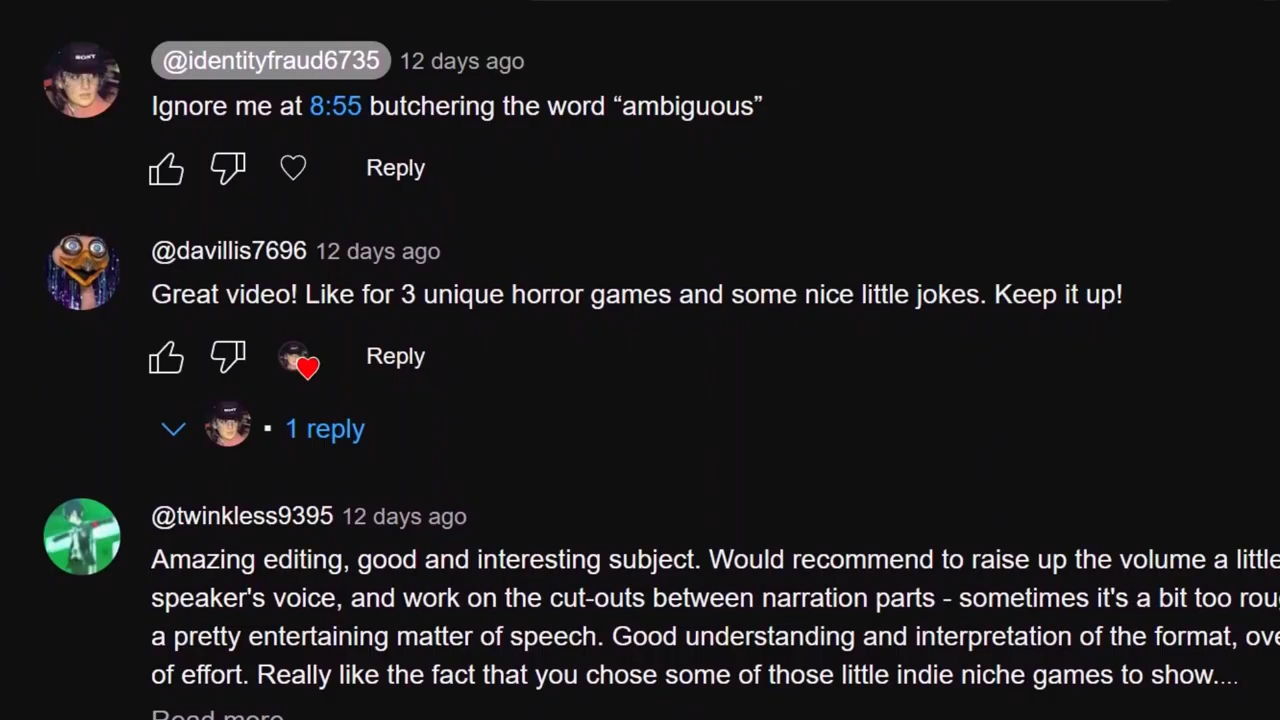 @identityfraud6735 12 days ago
Ignore me at 8:55 butchering the word “ambiguous”
Reply
@davillis7696 12 days ago
Great video! Like for 3 unique horror games and some nice little jokes. Keep it up!
Reply
1 reply
@twinkless9395 12 days ago
Amazing editing, good and interesting subject. Would recommend to raise up the volume a little
speaker's voice, and work on the cut-outs between narration parts - sometimes it's a bit too
a pretty entertaining matter of speech. Good understanding and interpretation of the format,
of effort. Really like the fact that you chose some of those little indie niche games to show....
Read more